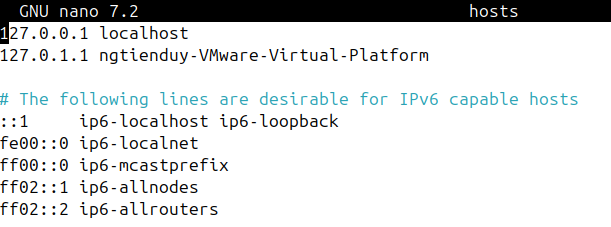 GNU nano 7.2 hosts
127.0.0.1 localhost
127.0.1.1 ngtienduy-VMware-Virtual-Platform
# The following lines are desirable for IPv6 capable hosts
::1 ip6-localhost ip6-loopback
fe00::0 ip6-localnet
ff00::0 ip6-mcastprefix
ff02::1 ip6-allnodes
ff02::2 ip6-allrouters